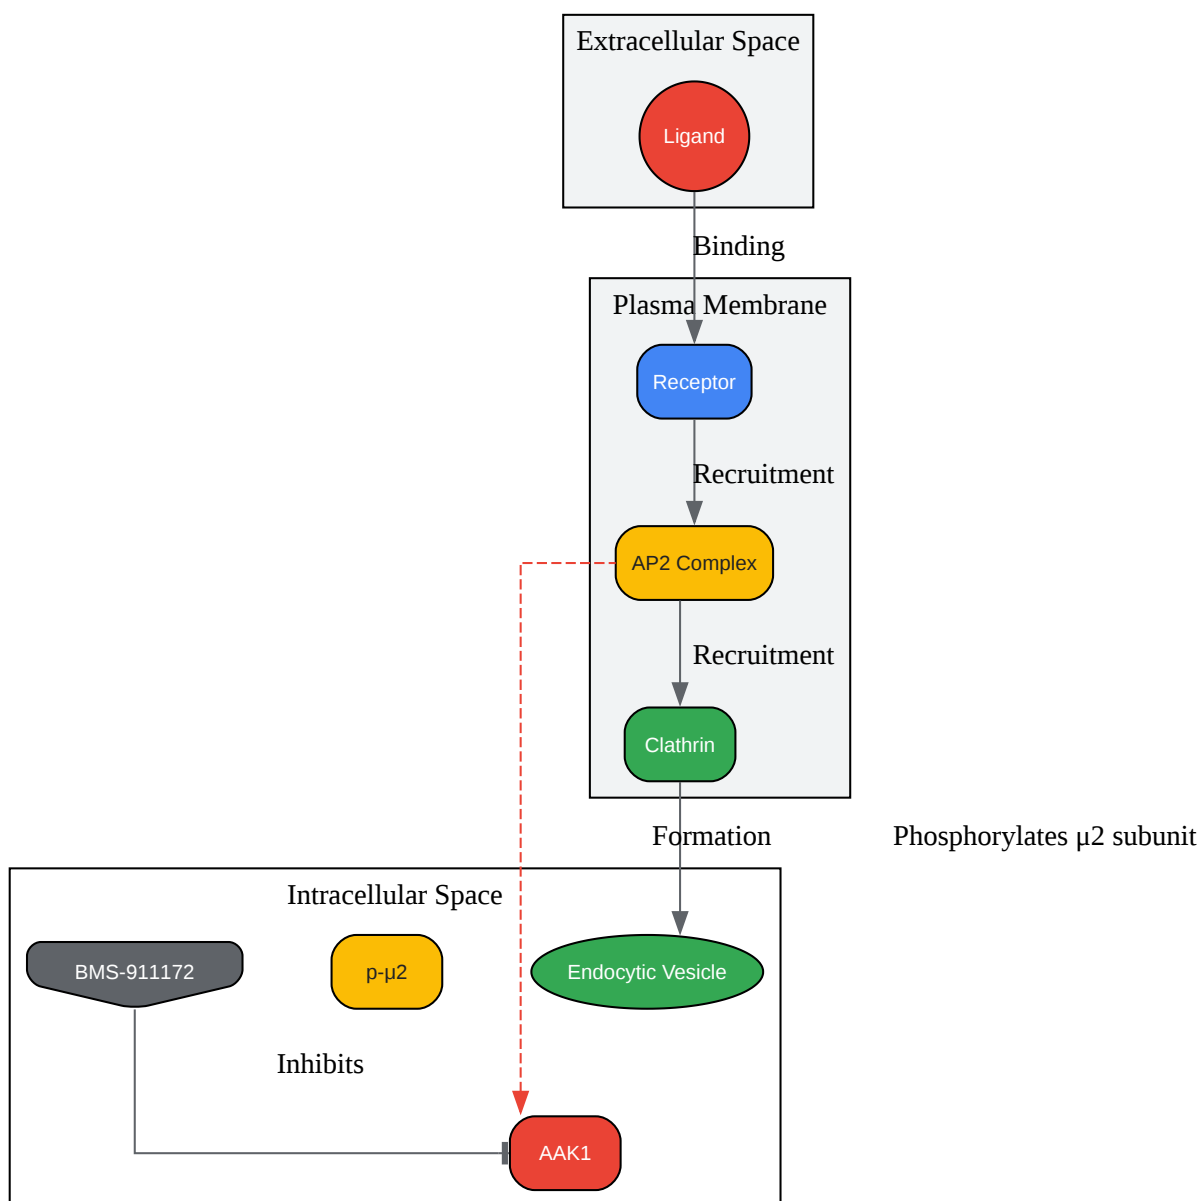 Extracellular Space
Ligand
Binding
Plasma Membrane
Receptor
Recruitment
AP2 Complex
Recruitment
Clathrin
Formation
Phosphorylates μ2 subunit
Intracellular Space
BMS-911172
p-μ2
Endocytic Vesicle
Inhibits
AAK1